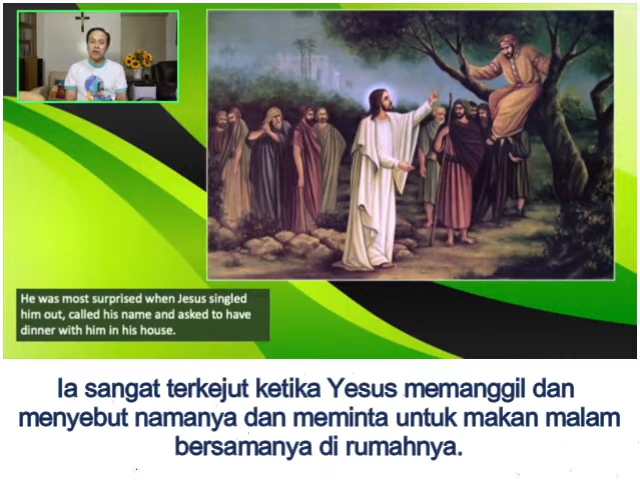 He was most surprised when Jesus singled
him out, called his name and asked to have
dinner with him in his house.
Ia sangat terkejut ketika Yesus memanggil dan
menyebut namanya dan meminta untuk makan malam
bersamanya di rumahnya.